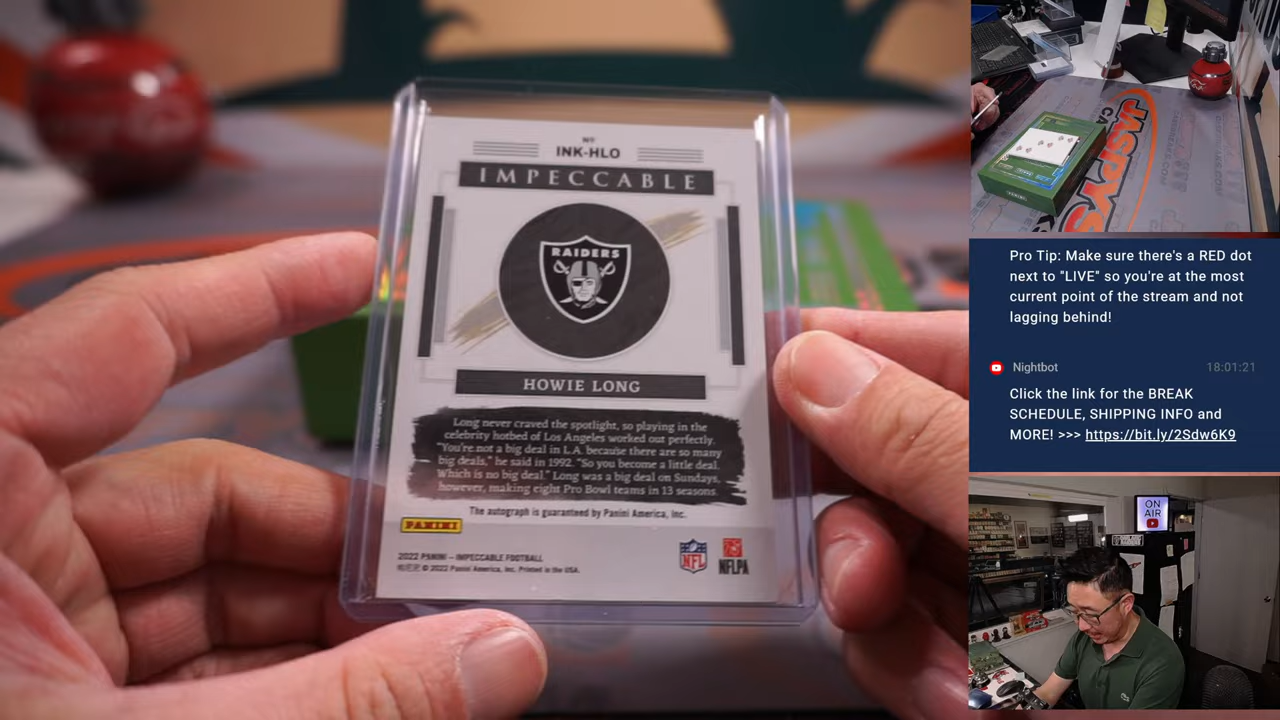 NO
INK-HLO
IMPECCABLE
RAIDERS
HOWIE LONG
Long never craved the spotlight, so playing in the
celebrity hotbed of Los Angeles worked out perfectly.
"You're not a big deal in L.A. because there are so many
big deals," he said in 1992. "So you become a little deal.
Which is no big deal." Long was a big deal on Sundays,
however, making eight Pro Bowl teams in 13 seasons.
The autograph is guaranteed by Panini America, Inc.
PANINI
2022 PANINI – IMPECCABLE FOOTBALL
© 2022 Panini America, Inc. Printed in the USA.
NFL
NFLPA
JASPYS
Pro Tip: Make sure there's a RED dot
next to "LIVE" so you're at the most
current point of the stream and not
lagging behind!
Nightbot 18:01:21
Click the link for the BREAK
SCHEDULE, SHIPPING INFO and
MORE! >>> https://bit.ly/2Sdw6K9
ON
AIR